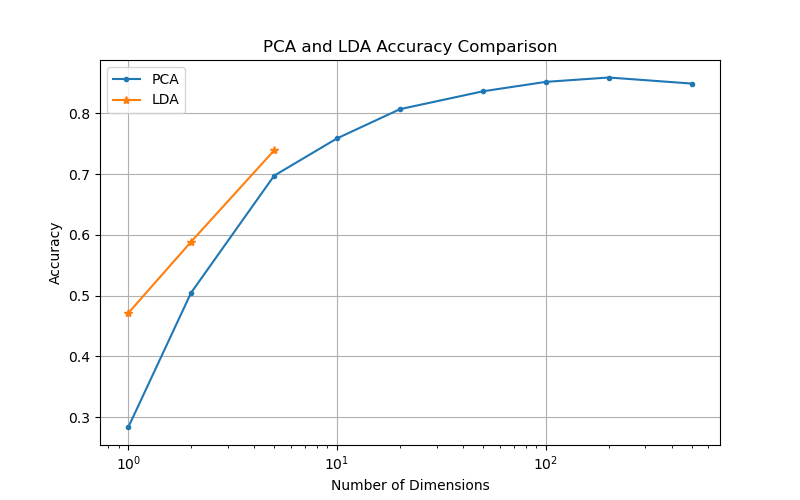 PCA and LDA Accuracy Comparison
PCA
LDA
Accuracy
0.8
0.7
0.6
0.5
0.4
0.3
10⁰ 10¹ 10²
Number of Dimensions